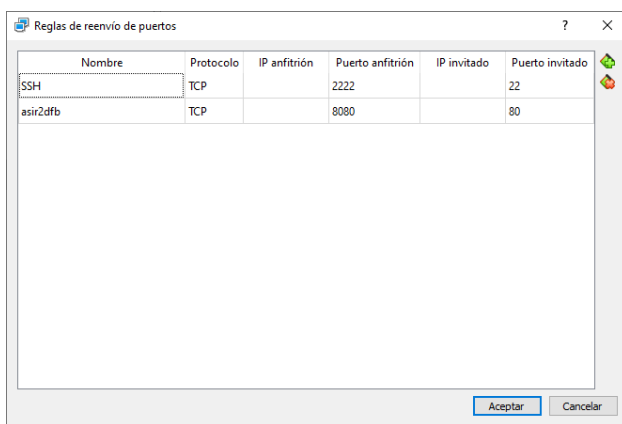 Reglas de reenvío de puertos ?
Nombre Protocolo IP anfitrión Puerto anfitrión IP invitado Puerto invitado
SSH TCP 2222 22
asir2dfb TCP 8080 80
Aceptar Cancelar